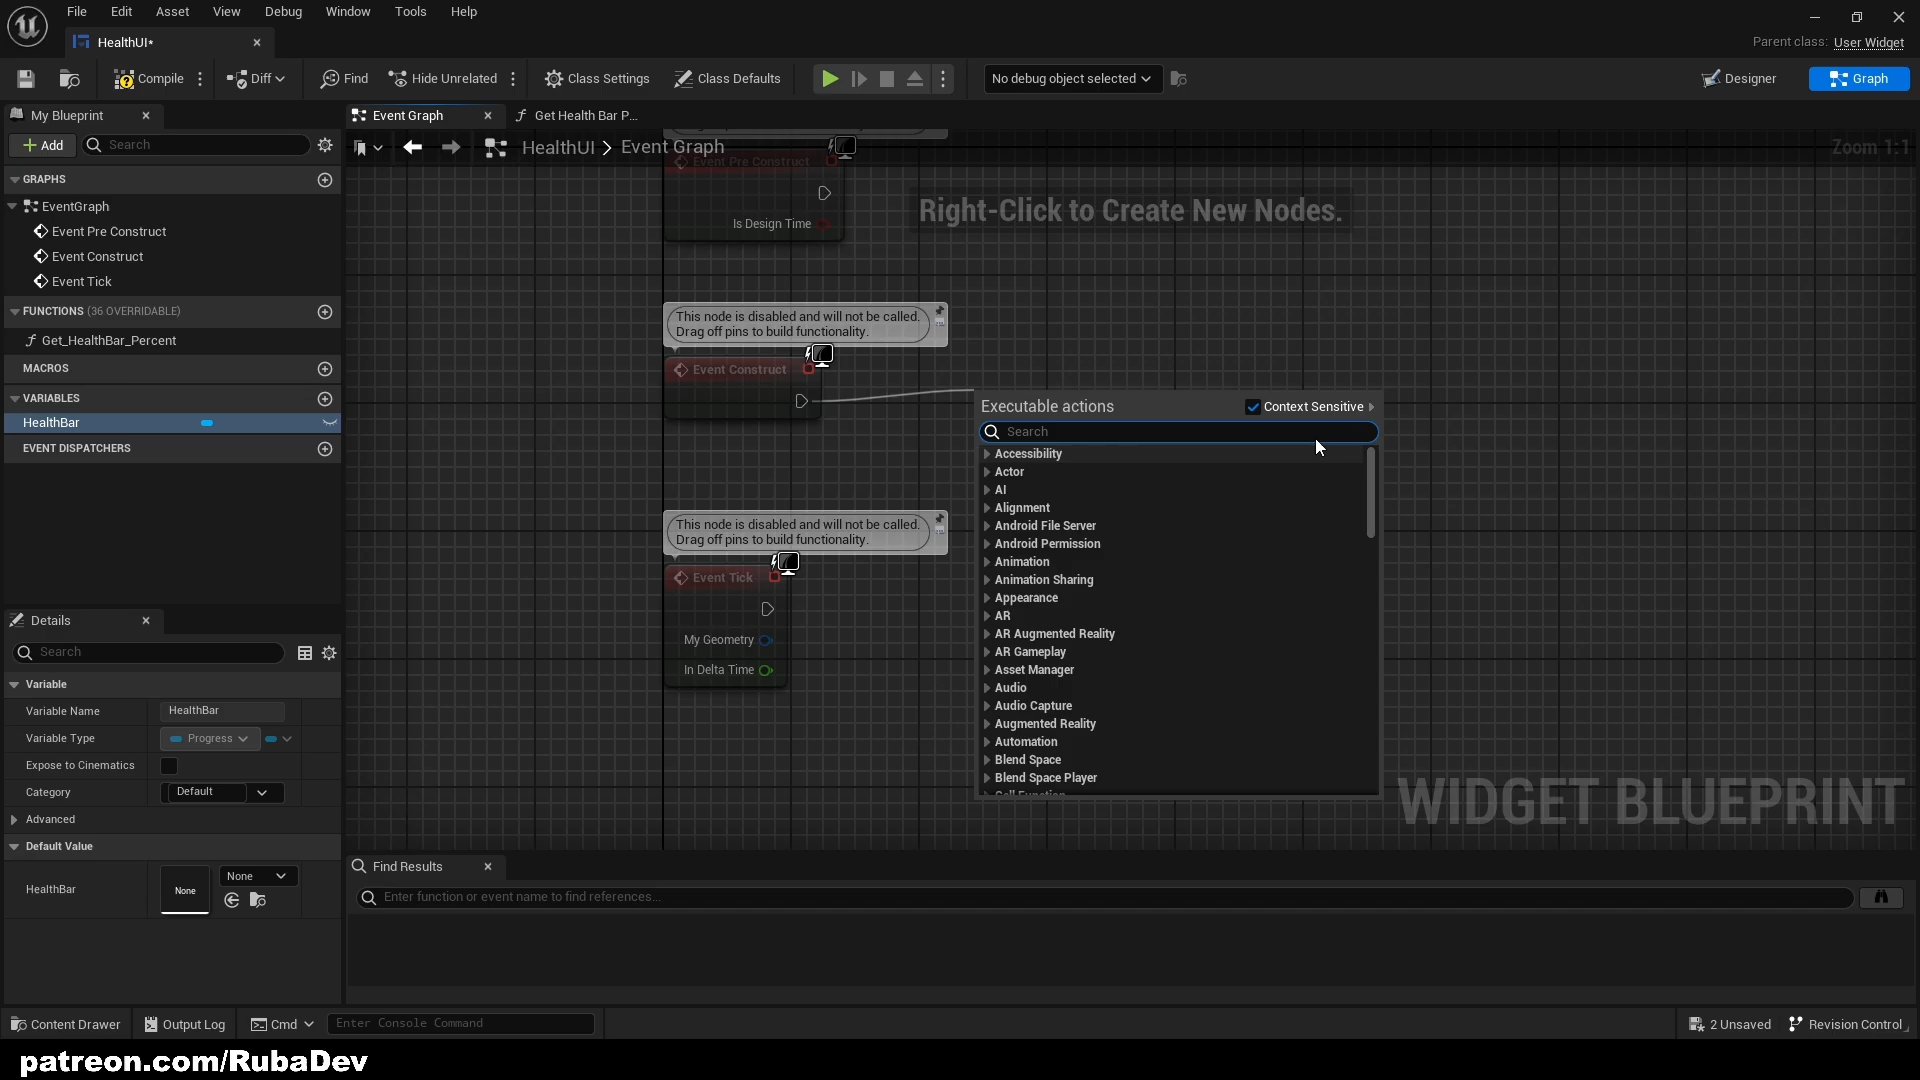 File Edit Asset View Debug Window Tools Help
HealthUI*
Parent class: User Widget
Compile Diff Find Hide Unrelated Class Settings Class Defaults No debug object selected Designer Graph
My Blueprint
Event Graph
Get Health Bar P...
Add Search
HealthUI > Event Graph
Zoom 1:1
GRAPHS
EventGraph
Event Pre Construct
Event Construct
Event Tick
FUNCTIONS (36 OVERRIDABLE)
Get_HealthBar_Percent
MACROS
VARIABLES
HealthBar
EVENT DISPATCHERS
Event Pre Construct
Is Design Time
Right-Click to Create New Nodes.
This node is disabled and will not be called.
Drag off pins to build functionality.
Event Construct
This node is disabled and will not be called.
Drag off pins to build functionality.
Event Tick
My Geometry
In Delta Time
Executable actions
Context Sensitive
Search
Accessibility
Actor
AI
Alignment
Android File Server
Android Permission
Animation
Animation Sharing
Appearance
AR
AR Augmented Reality
AR Gameplay
Asset Manager
Audio
Audio Capture
Augmented Reality
Automation
Blend Space
Blend Space Player
Call Function
WIDGET BLUEPRINT
Details
Search
Variable
Variable Name HealthBar
Variable Type Progress
Expose to Cinematics
Category Default
Advanced
Default Value
HealthBar None None
Find Results
Enter function or event name to find references...
Content Drawer Output Log Cmd Enter Console Command 2 Unsaved Revision Control
patreon.com/RubaDev